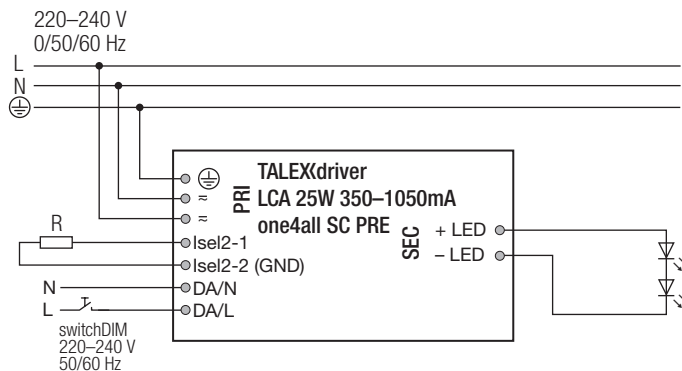 220–240 V
0/50/60 Hz
L
N
TALEXXdriver
LCA 25W 350–1050mA
one4all SC PRE
PRI
≂
≂
SEC
+ LED
– LED
R
Isel2-1
Isel2-2 (GND)
N
DA/N
L
DA/L
switchDIM
220–240 V
50/60 Hz